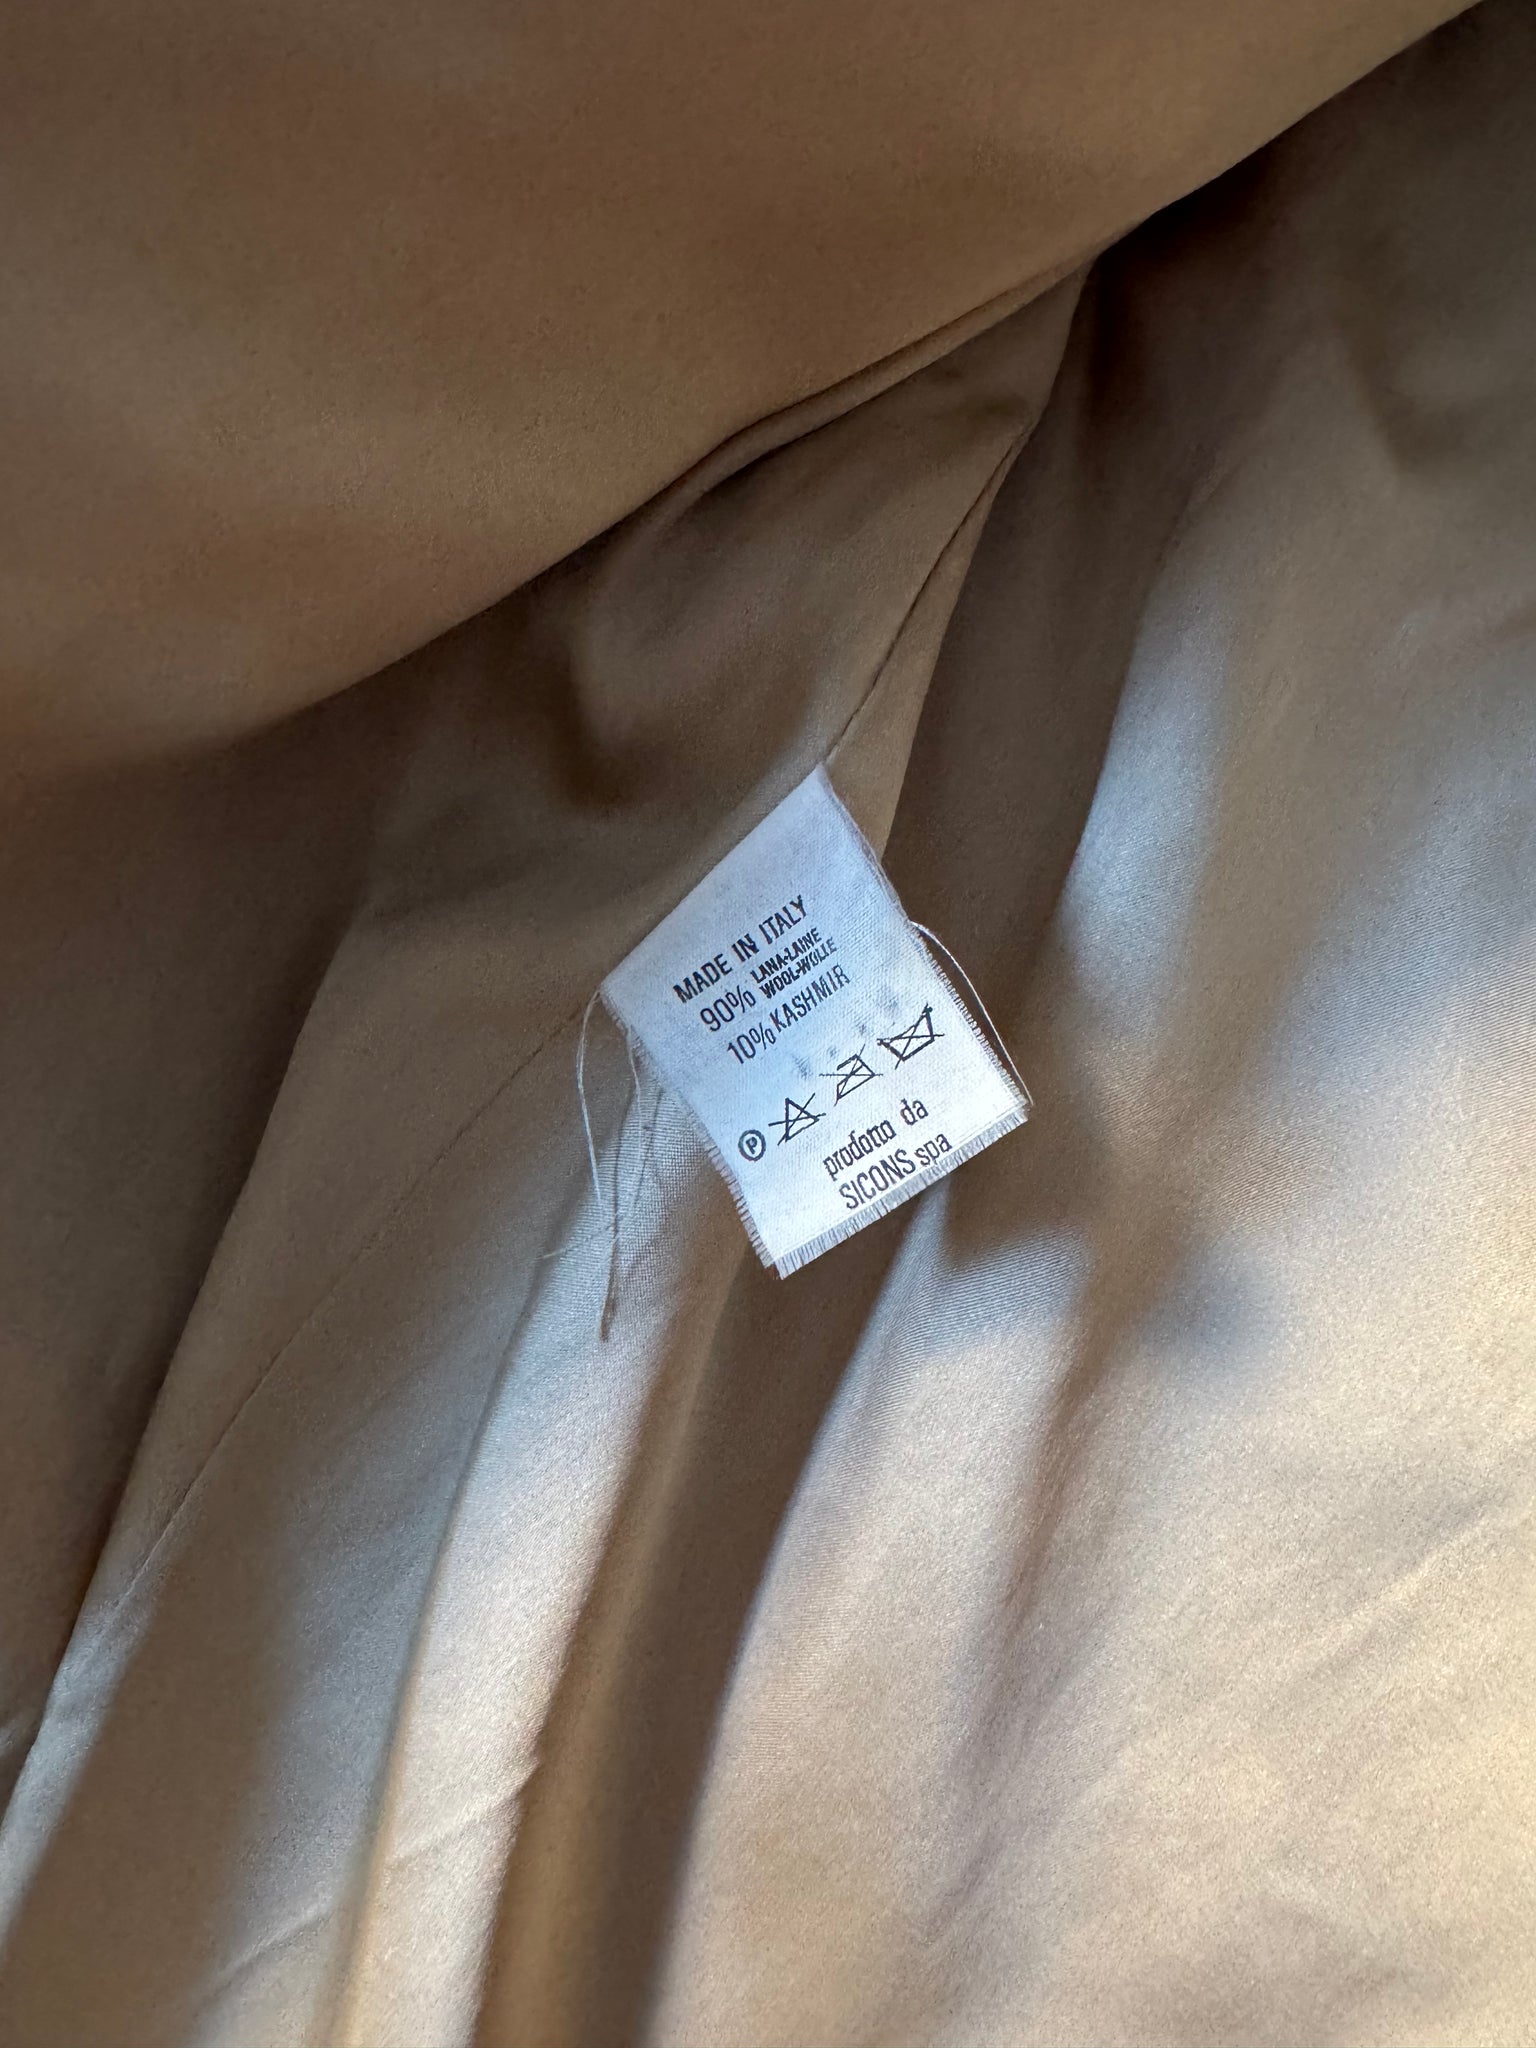 MADE IN ITALY
90% LANA-LAINE
WOOL-WOLLE
10% KASHMIR
P
prodotto da
SICONS spa